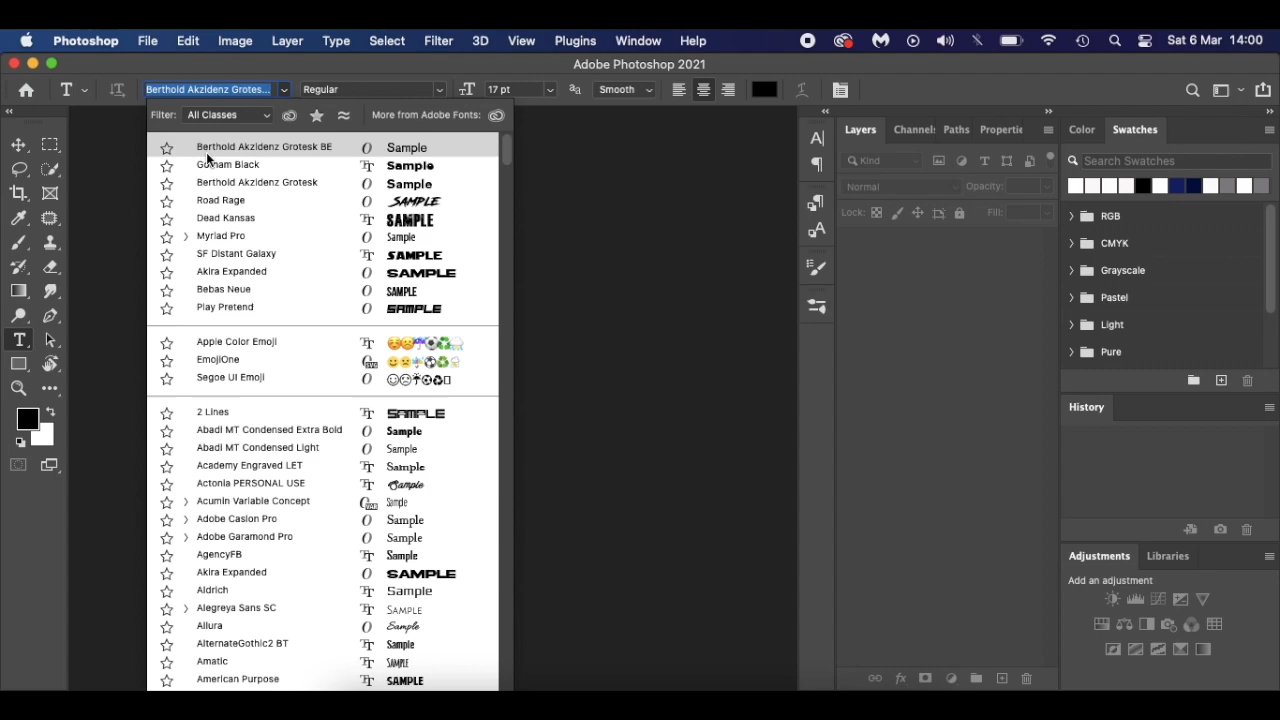 Photoshop File Edit Image Layer Type Select Filter 3D View Plugins Window Help Sat 6 Mar 14:00
Adobe Photoshop 2021
Berthold Akzidenz Grotes... Regular 17 pt Smooth
Filter: All Classes More from Adobe Fonts:
Berthold Akzidenz Grotesk BE Sample
Gotham Black Sample
Berthold Akzidenz Grotesk Sample
Road Rage SAMPLE
Dead Kansas SAMPLE
Myriad Pro Sample
SF Distant Galaxy SAMPLE
Akira Expanded SAMPLE
Bebas Neue SAMPLE
Play Pretend SAMPLE
Apple Color Emoji
EmojiOne
Segoe UI Emoji
2 Lines SAMPLE
Abadi MT Condensed Extra Bold Sample
Abadi MT Condensed Light Sample
Academy Engraved LET Sample
Actonia PERSONAL USE Sample
Acumin Variable Concept Sample
Adobe Caslon Pro Sample
Adobe Garamond Pro Sample
AgencyFB Sample
Akira Expanded SAMPLE
Aldrich Sample
Alegreya Sans SC SAMPLE
Allura Sample
AlternateGothic2 BT Sample
Amatic SAMPLE
American Purpose SAMPLE
Layers Channel: Paths Properti
Kind
Normal Opacity:
Lock: Fill:
Color Swatches
Search Swatches
RGB
CMYK
Grayscale
Pastel
Light
Pure
History
Adjustments Libraries
Add an adjustment